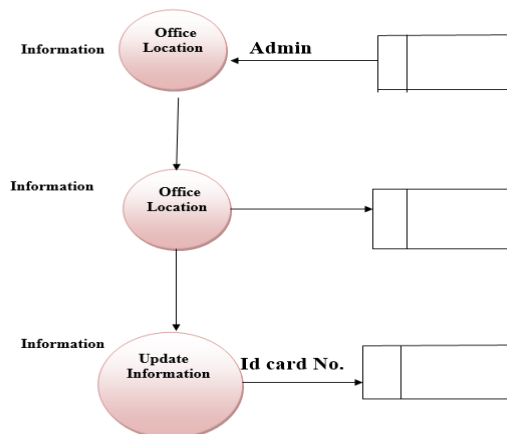 Office
Location
Information
Admin
Information
Office
Location
Information
Update
Information
Id card No.